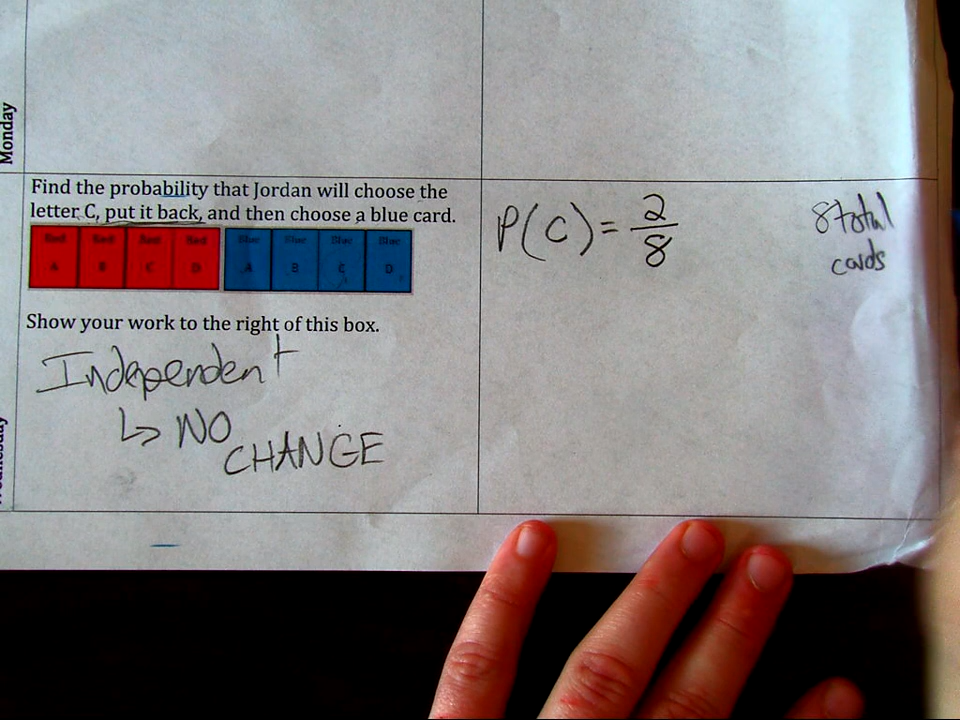 Monday
Find the probability that Jordan will choose the
letter C, put it back, and then choose a blue card.
Red Red Red Red Blue Blue Blue Blue
A B C D A B C D
Show your work to the right of this box.
Independent
↳ NO
CHANGE
P(C) = 2/8
8 total
cards